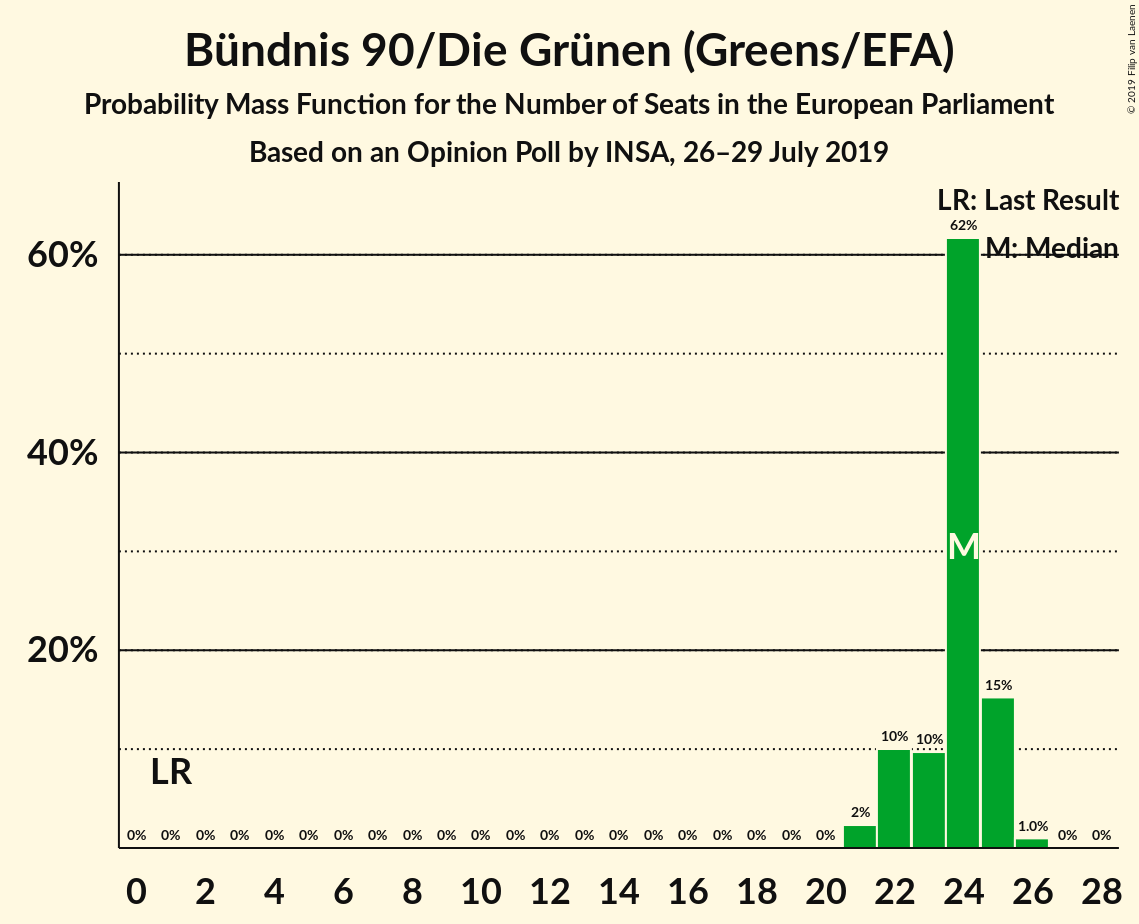 Bündnis 90/Die Grünen (Greens/EFA)
Probability Mass Function for the Number of Seats in the European Parliament
Based on an Opinion Poll by INSA, 26–29 July 2019
© 2019 Filip van Laenen
LR: Last Result
M: Median
62%
60%
40%
M
20%
15%
10% 10%
LR
2%
1.0%
0% 0% 0% 0% 0% 0% 0% 0% 0% 0% 0% 0% 0% 0% 0% 0% 0% 0% 0% 0% 0% 0% 0%
0 2 4 6 8 10 12 14 16 18 20 22 24 26 28